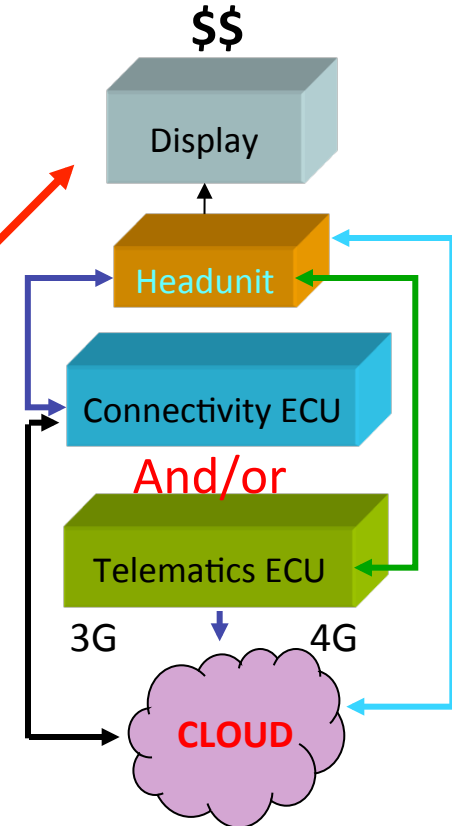 $$
Display
Headunit
Connectivity ECU
And/or
Telematics ECU
3G 4G
CLOUD